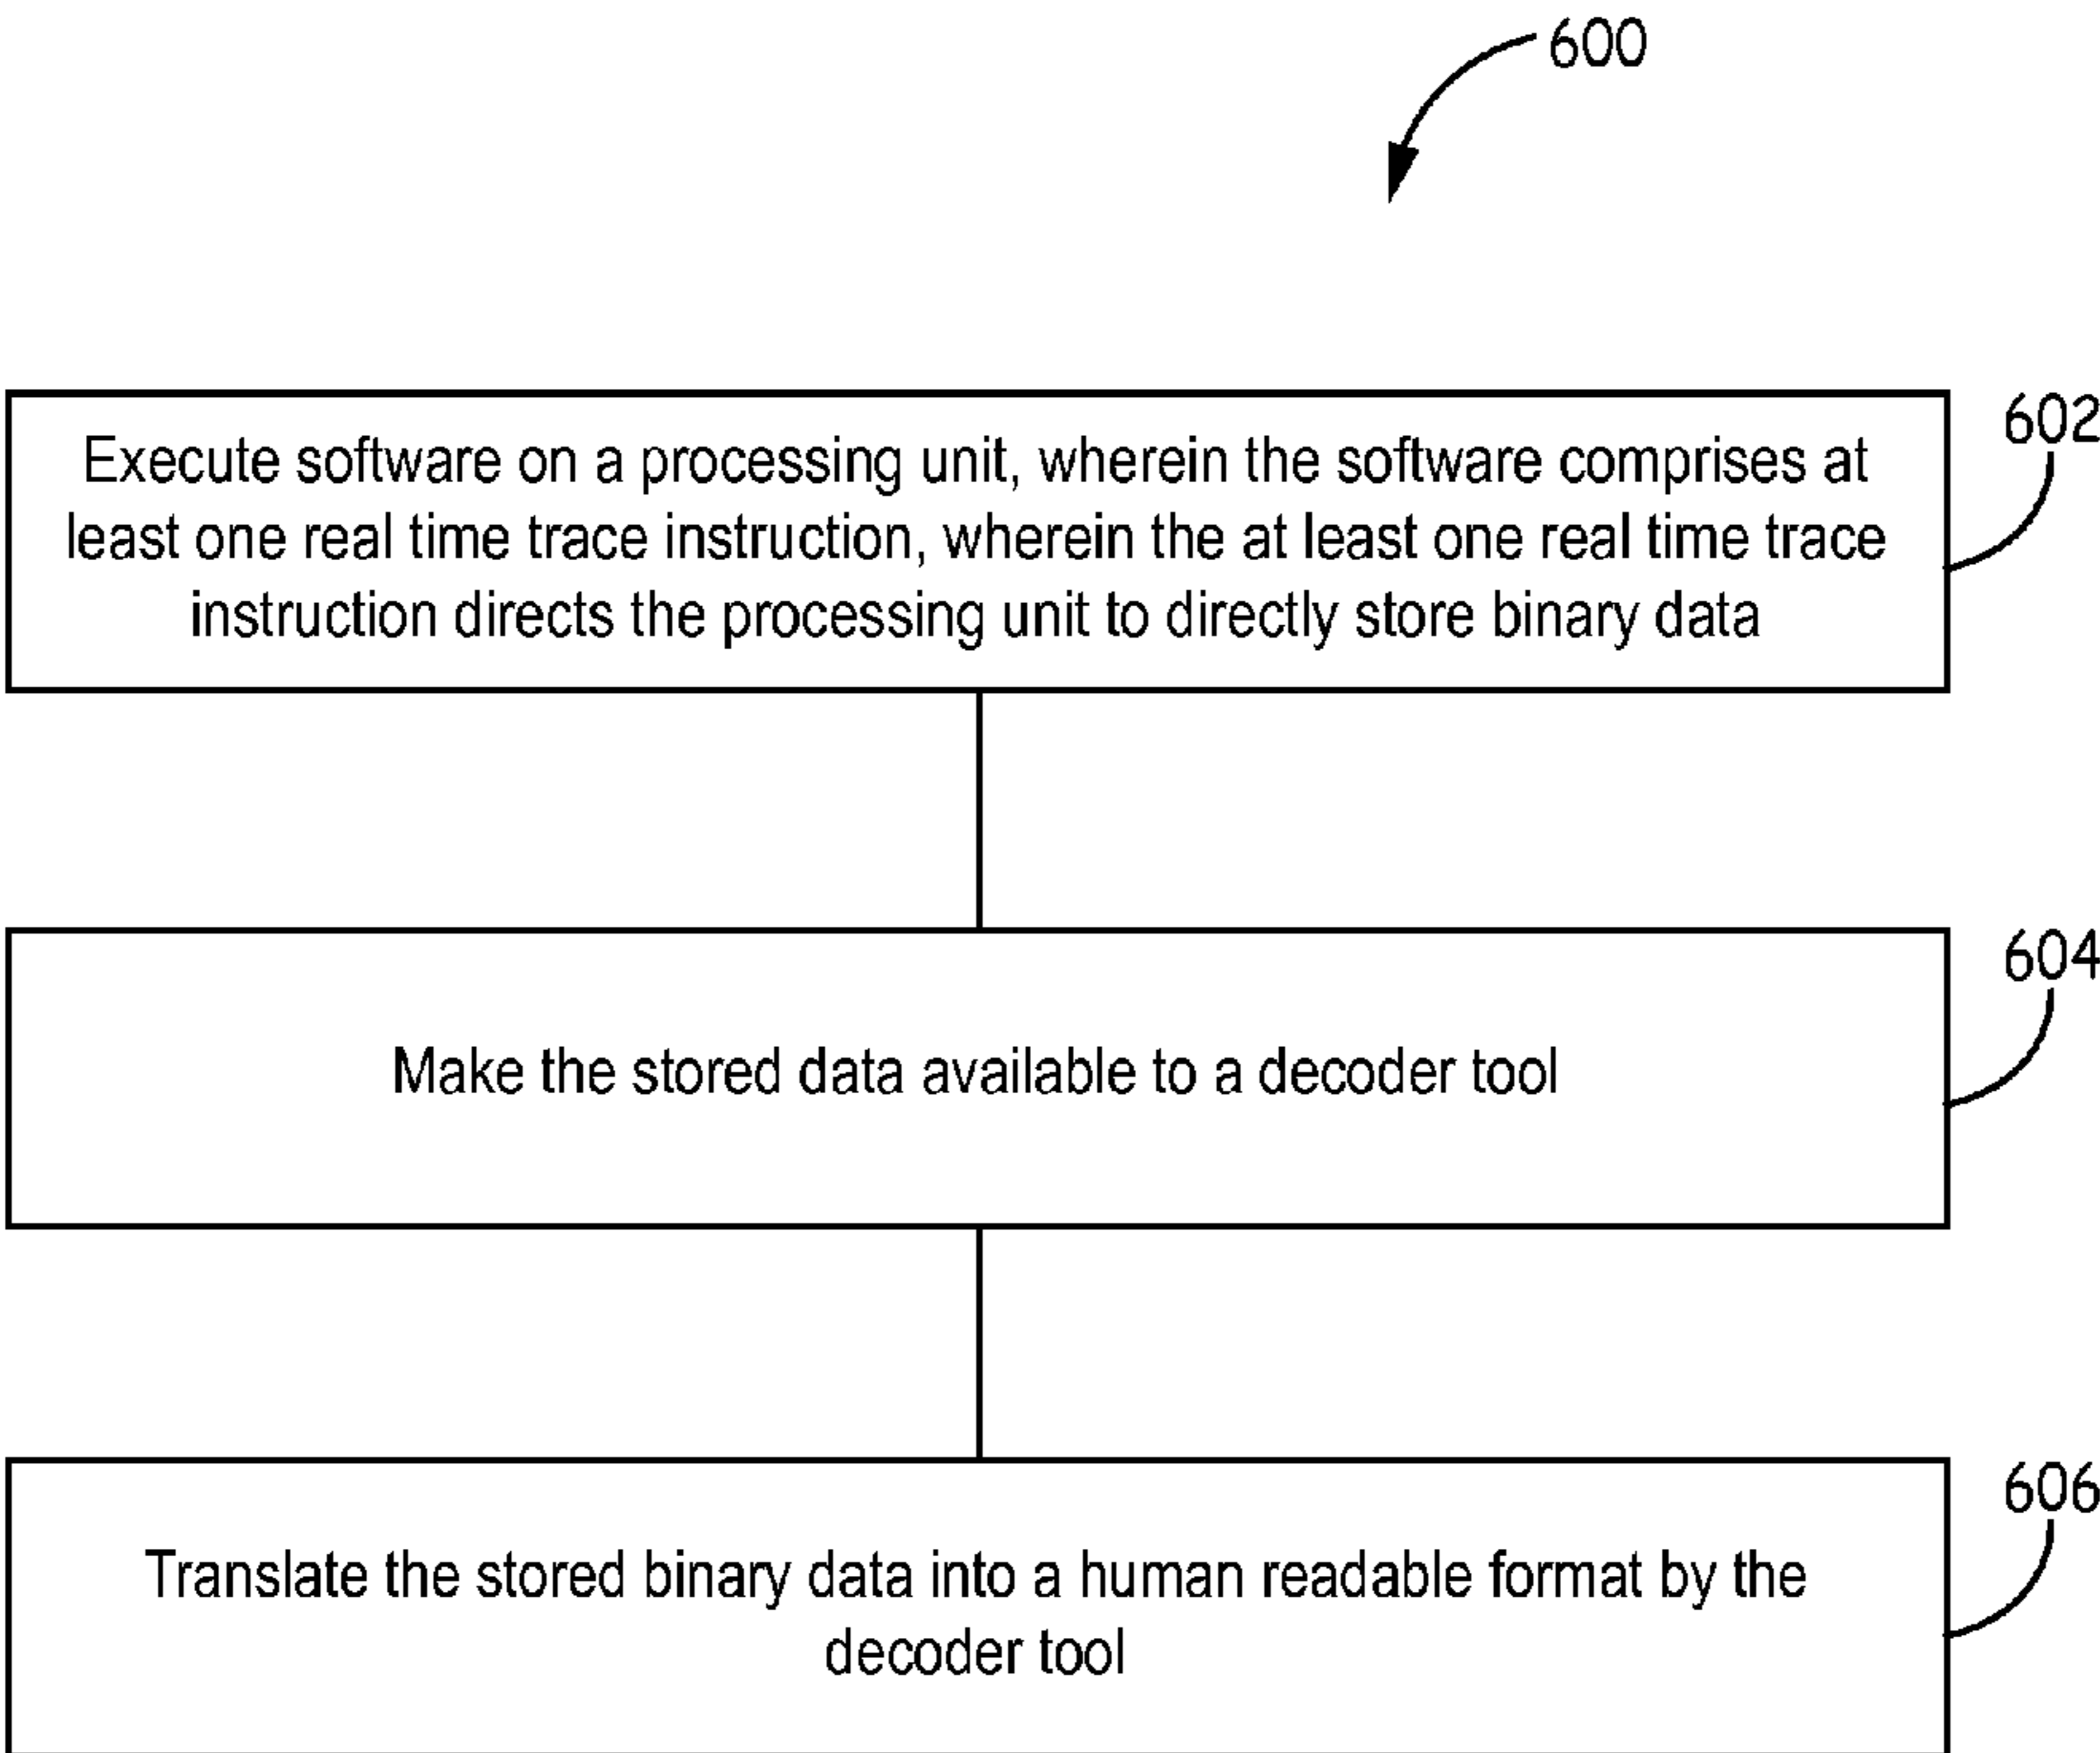 600
602
Execute software on a processing unit, wherein the software comprises at
least one real time trace instruction, wherein the at least one real time trace
instruction directs the processing unit to directly store binary data
604
Make the stored data available to a decoder tool
606
Translate the stored binary data into a human readable format by the
decoder tool